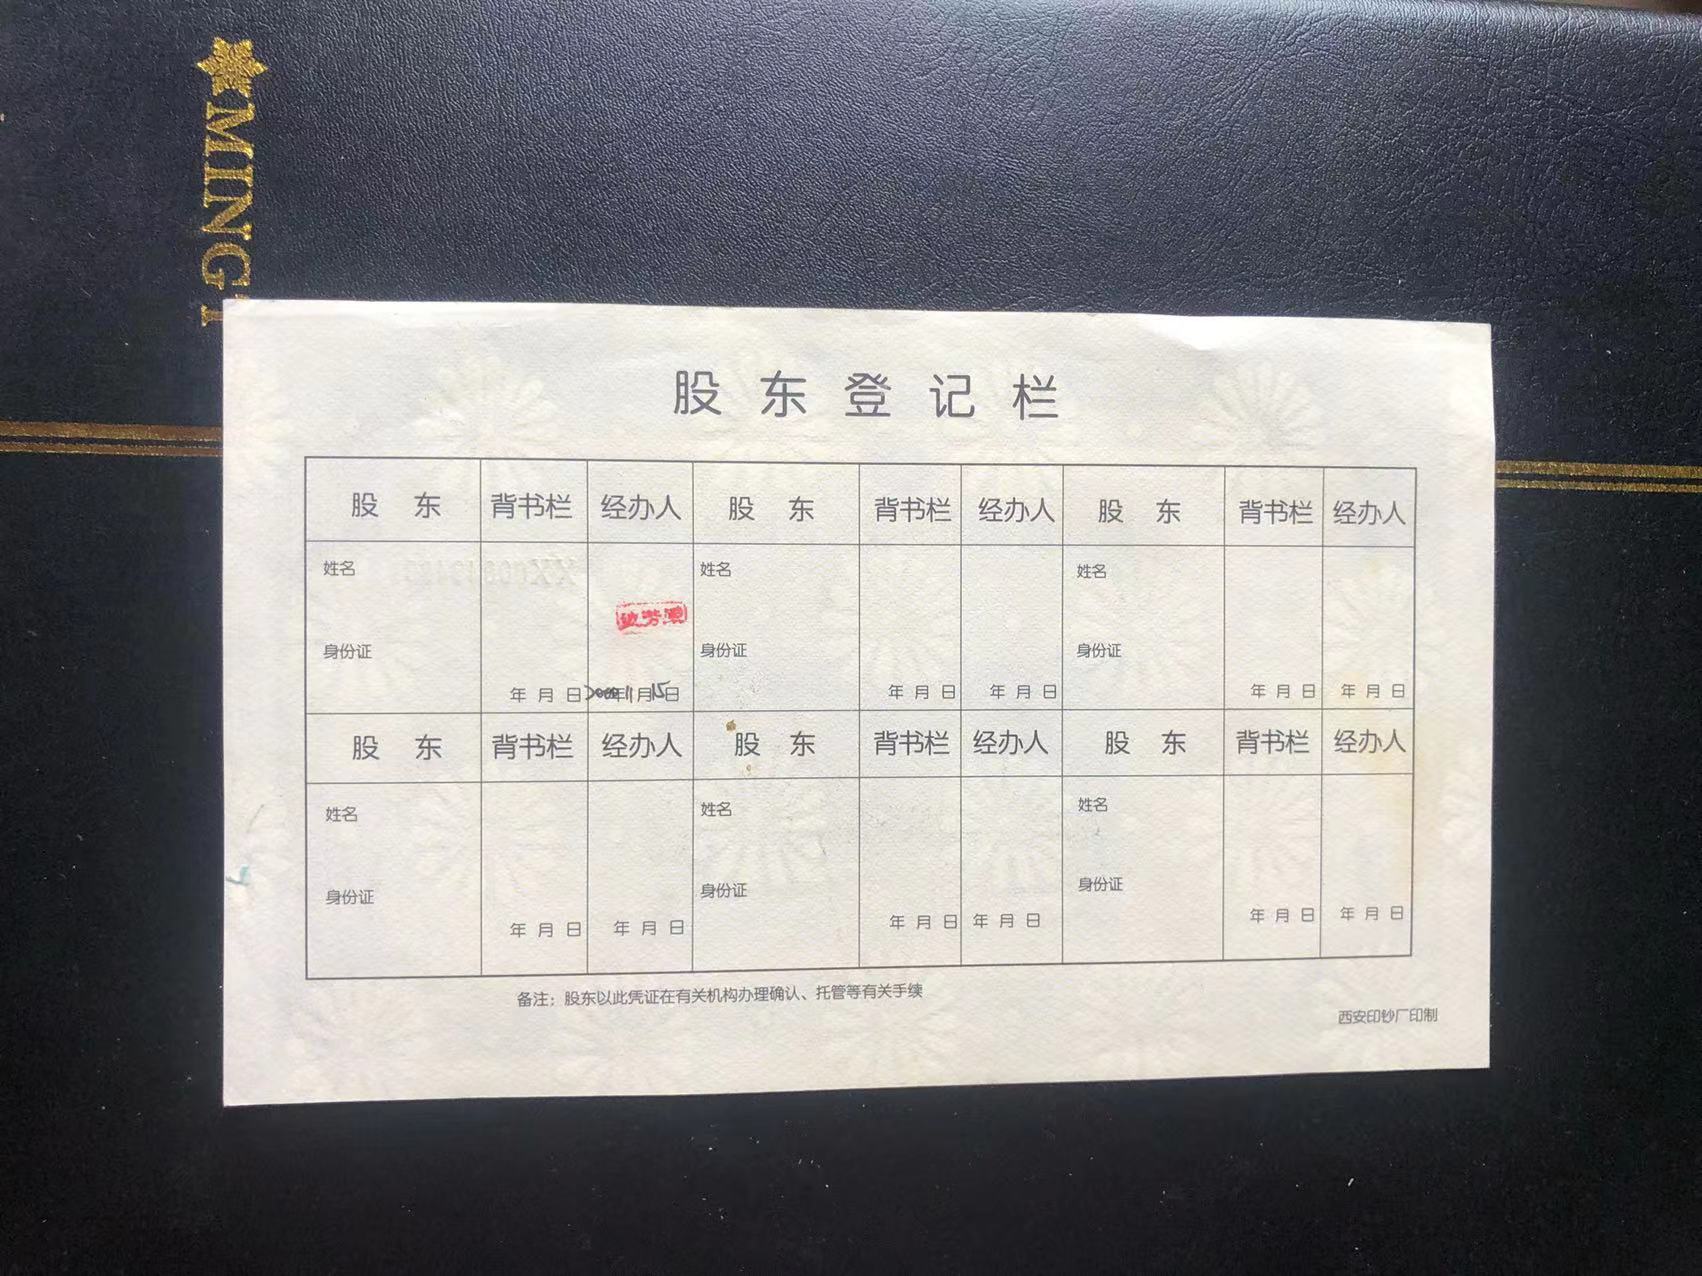 MING
股东登记栏
股东 背书栏 经办人 股东 背书栏 经办人 股东 背书栏 经办人
姓名 姓名 姓名
身份证 身份证 身份证
年月日 年11月15日 年月日 年月日 年月日 年月日
股东 背书栏 经办人 股东 背书栏 经办人 股东 背书栏 经办人
姓名 姓名 姓名
身份证 身份证 身份证
年月日 年月日 年月日 年月日 年月日 年月日
备注：股东以此凭证在有关机构办理确认、托管等有关手续
西安印钞厂印制